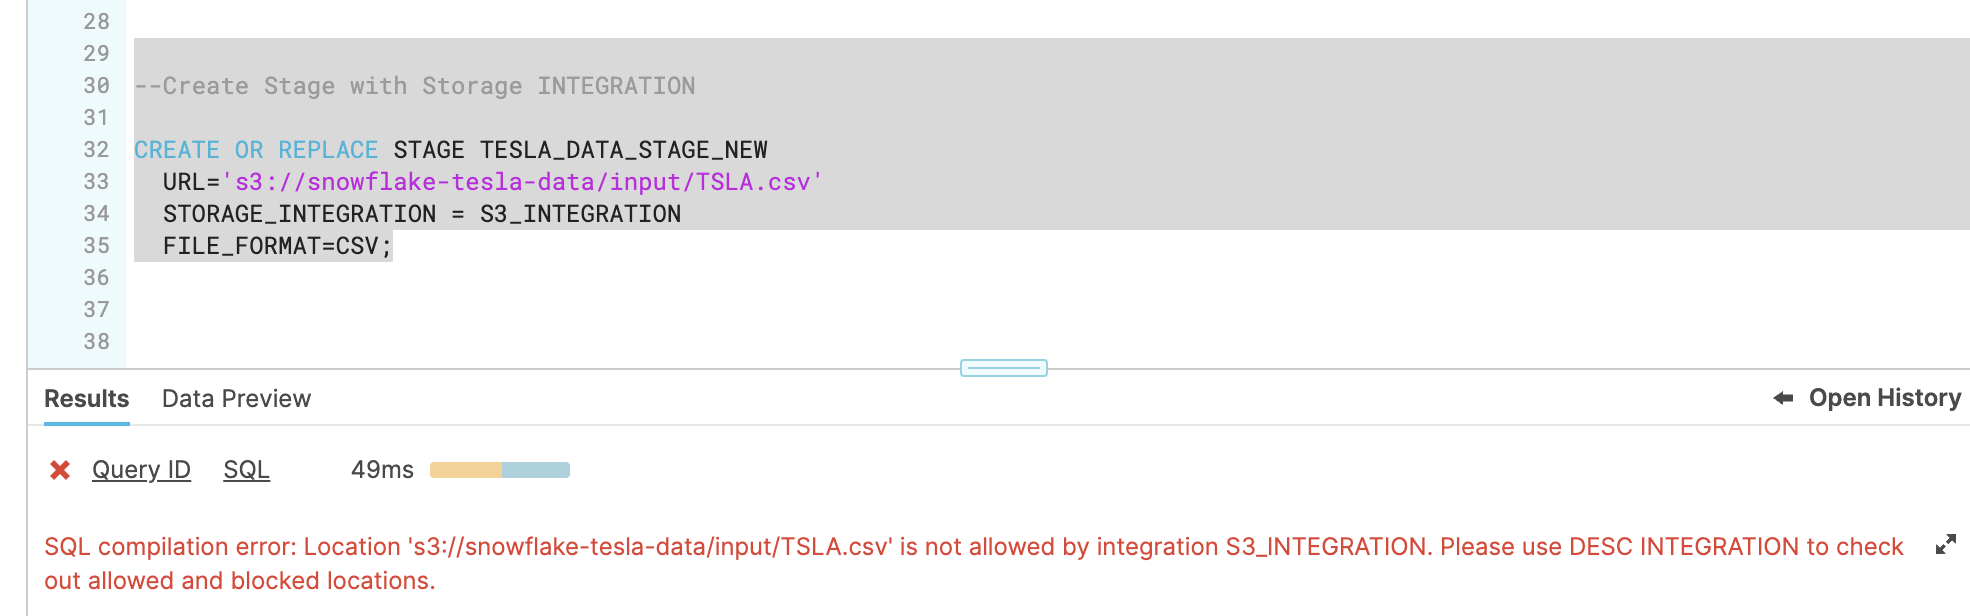 28
29
30 --Create Stage with Storage INTEGRATION
31
32 CREATE OR REPLACE STAGE TESLA_DATA_STAGE_NEW
33 URL='s3://snowflake-tesla-data/input/TSLA.csv'
34 STORAGE_INTEGRATION = S3_INTEGRATION
35 FILE_FORMAT=CSV;
36
37
38
Results Data Preview Open History
Query ID SQL 49ms
SQL compilation error: Location 's3://snowflake-tesla-data/input/TSLA.csv' is not allowed by integration S3_INTEGRATION. Please use DESC INTEGRATION to check
out allowed and blocked locations.